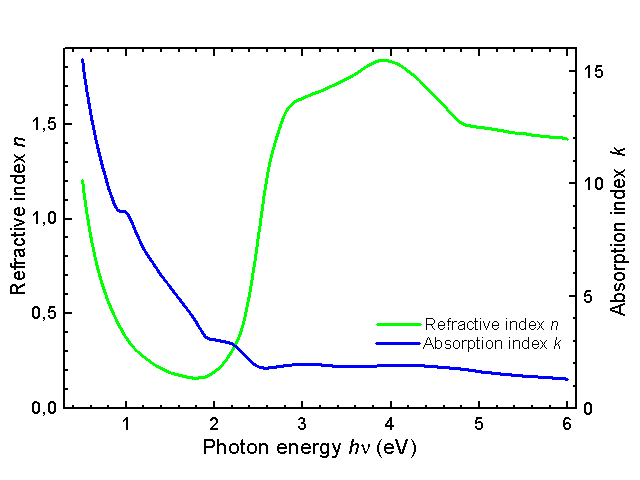 Refractive index n
1,5
1,0
0,5
0,0
15
10
5
0
Absorption index k
Refractive index n
Absorption index k
1 2 3 4 5 6
Photon energy hν (eV)